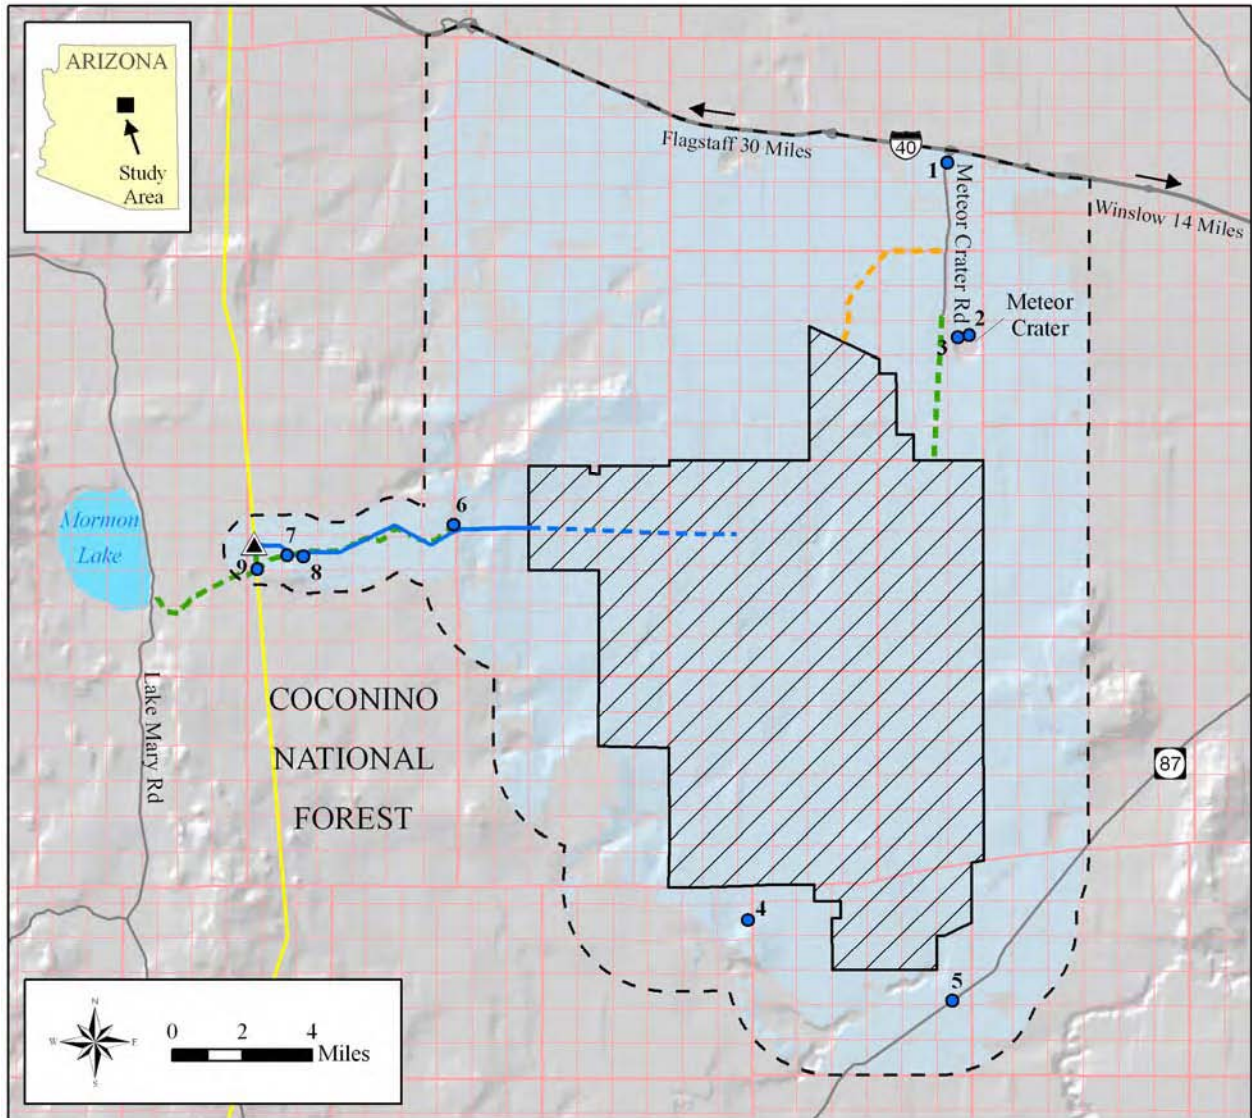 ARIZONA
Study
Area
Flagstaff 30 Miles
40
Winslow 14 Miles
1
Meteor Crater Rd
2
3
Meteor
Crater
Mormon
Lake
6
7
8
9
COCONINO
NATIONAL
FOREST
Lake Mary Rd
87
4
5
N
W
E
S
0 2 4
Miles